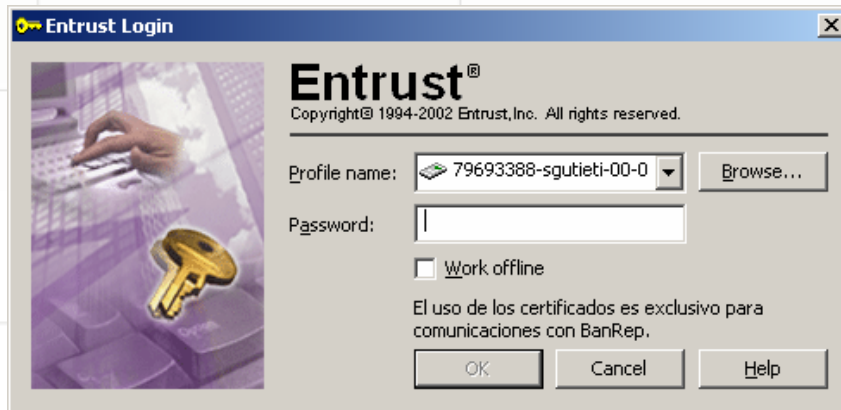 Entrust Login
Entrust®
Copyright© 1994-2002 Entrust,Inc. All rights reserved.
Profile name: 79693388-sgutieti-00-0 Browse...
Password:
Work offline
El uso de los certificados es exclusivo para
comunicaciones con BanRep.
OK Cancel Help